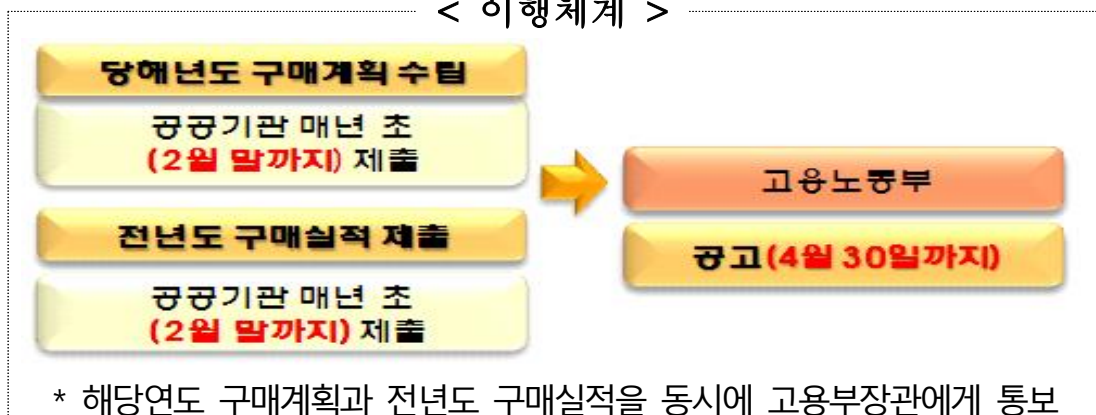 < 이행체계 >
당해년도 구매계획 수립
공공기관 매년 초
(2월 말까지) 제출
전년도 구매실적 제출
공공기관 매년 초
(2월 말까지) 제출
고용노동부
공고(4월 30일까지)
* 해당연도 구매계획과 전년도 구매실적을 동시에 고용부장관에게 통보